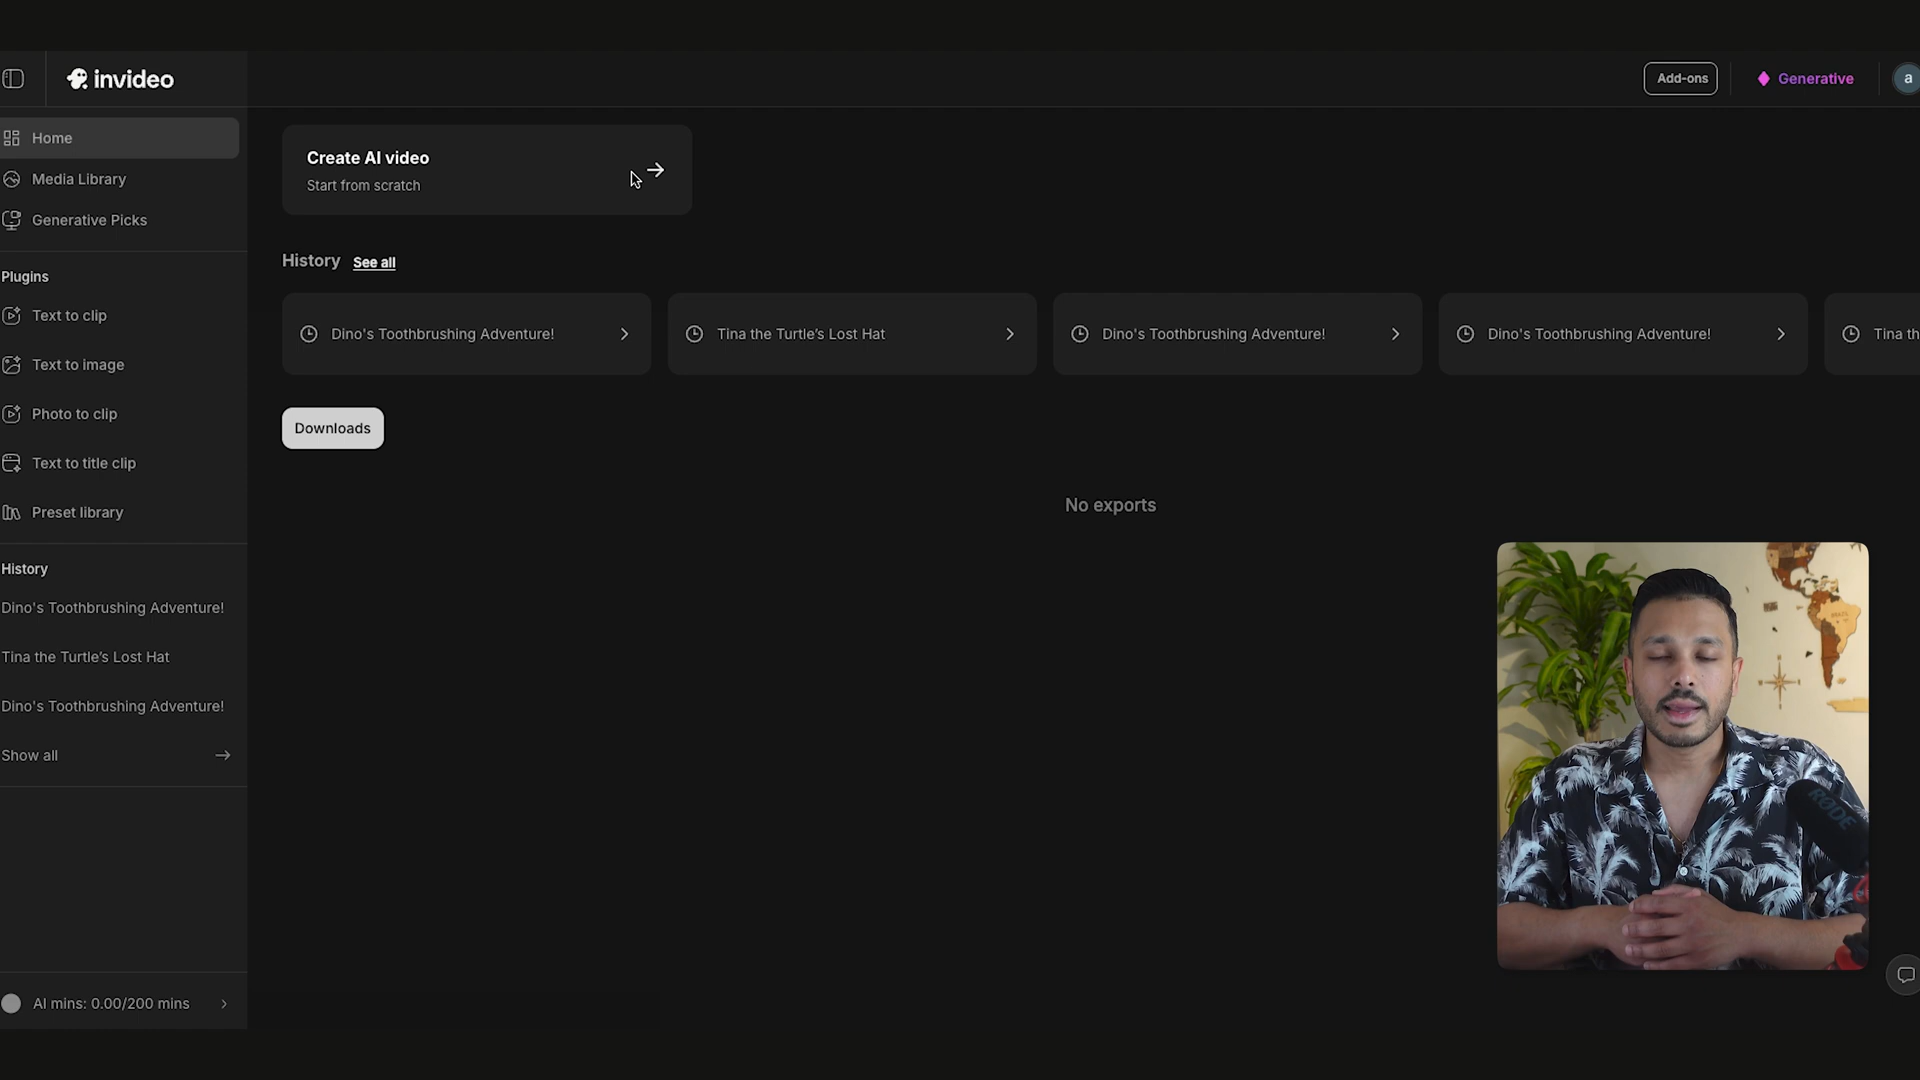 invideo
Add-ons
Generative
a
Home
Media Library
Generative Picks
Plugins
Text to clip
Text to image
Photo to clip
Text to title clip
Preset library
History
Dino's Toothbrushing Adventure!
Tina the Turtle's Lost Hat
Dino's Toothbrushing Adventure!
Show all
AI mins: 0.00/200 mins
Create AI video
Start from scratch
History See all
Dino's Toothbrushing Adventure!
Tina the Turtle's Lost Hat
Dino's Toothbrushing Adventure!
Dino's Toothbrushing Adventure!
Tina th
Downloads
No exports
BRAZIL
RØDE